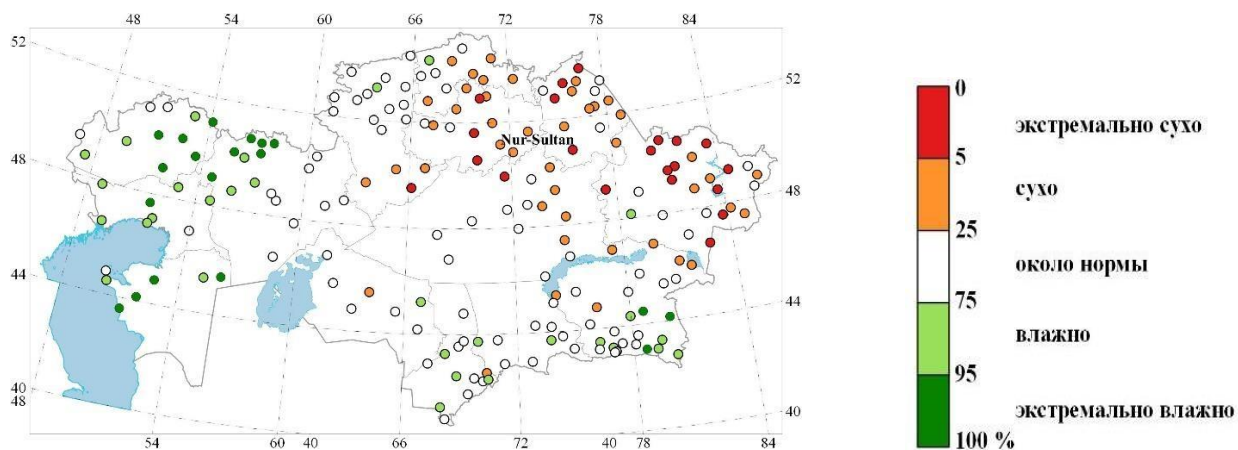 48 54 60 66 72 78 84
52
52
48
48
44
44
40
48
40
54 60 40 66 72 40 78 84
Nur-Sultan
0
экстремально сухо
5
сухо
25
около нормы
75
влажно
95
экстремально влажно
100 %